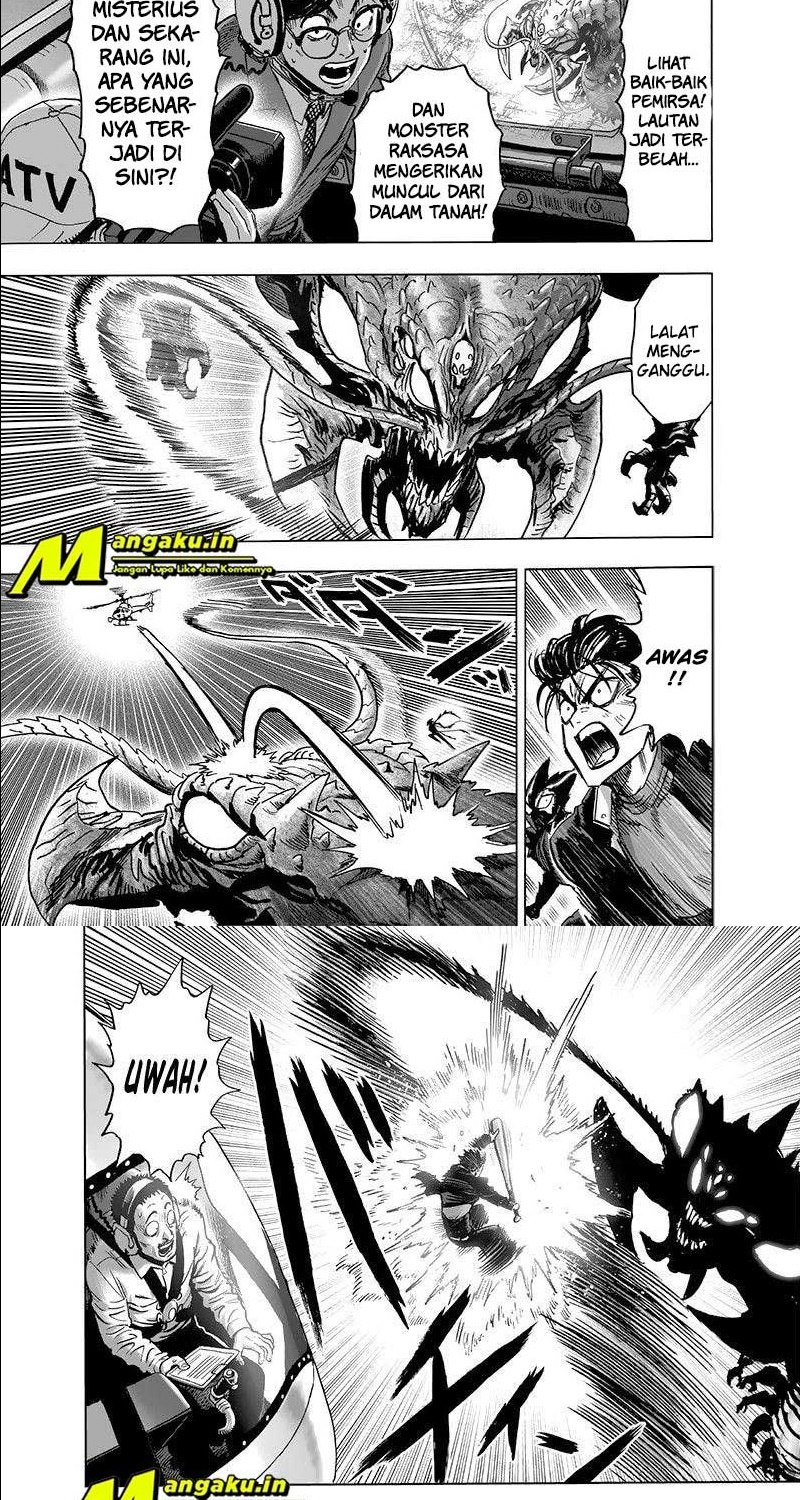 LIHAT
BAIK-BAIK
PEMIRSA!
LAUTAN
JADI TER-
BELAH...
DAN
MONSTER
RAKSASA
MENGERIKAN
MUNCUL DARI
DALAM TANAH!
MISTERIUS
DAN SEKA-
RANG INI,
APA YANG
SEBENAR-
NYA TER-
JADI DI
SINI?!
ATV
LALAT
MENG-
GANGGU.
Mangaku.in
Jangan Lupa Like dan Komennya
AWAS
!!
UWAH!
Mangaku.in